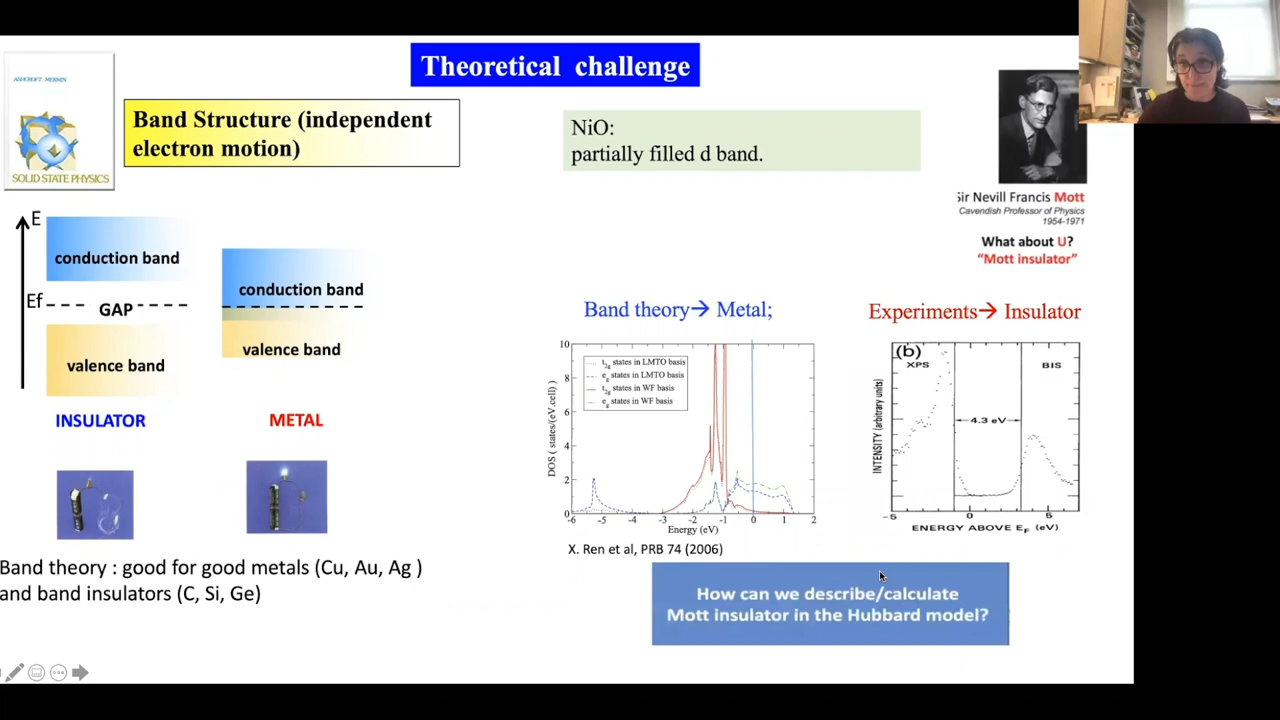 Theoretical challenge
ASHCROFT MERMIN
SOLID STATE PHYSICS
Band Structure (independent
electron motion)
NiO:
partially filled d band.
Sir Nevill Francis Mott
Cavendish Professor of Physics
1954-1971
What about U?
"Mott insulator"
E
conduction band
Ef
GAP
valence band
INSULATOR
conduction band
valence band
METAL
Band theory : good for good metals (Cu, Au, Ag )
and band insulators (C, Si, Ge)
Band theory→ Metal;
10
8
6
4
2
0
DOS ( states/(eV.cell) )
t2g states in LMTO basis
eg states in LMTO basis
t2g states in WF basis
eg states in WF basis
-6 -5 -4 -3 -2 -1 0 1 2
Energy (eV)
X. Ren et al, PRB 74 (2006)
Experiments→ Insulator
(b)
XPS
BIS
4.3 eV
INTENSITY (arbitrary units)
-5 0 5
ENERGY ABOVE EF (eV)
How can we describe/calculate
Mott insulator in the Hubbard model?